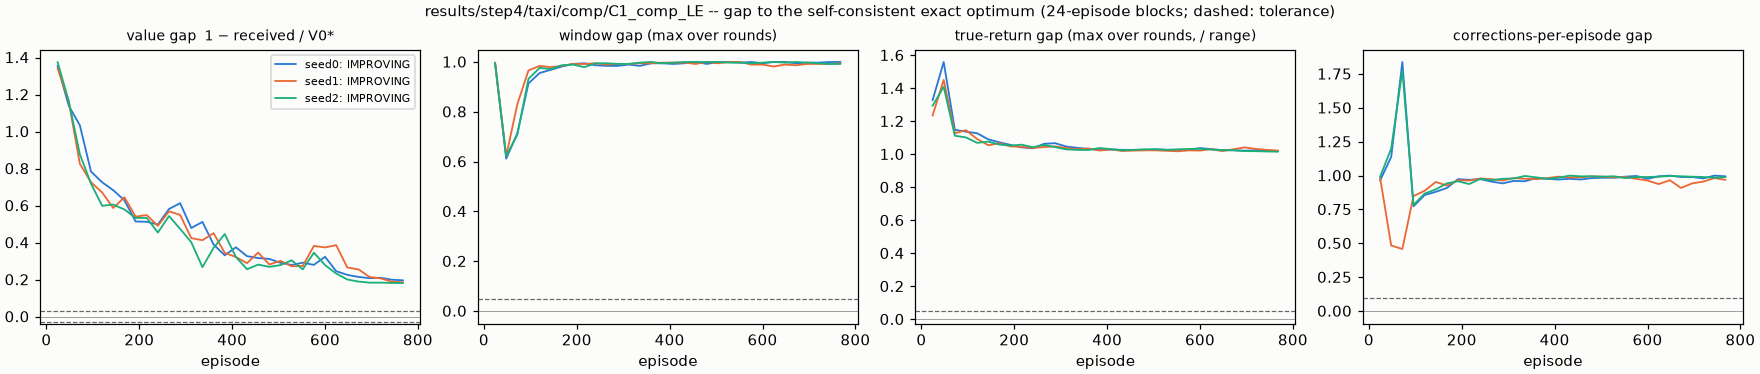 results/step4/taxi/comp/C1_comp_LE -- gap to the self-consistent exact optimum (24-episode blocks; dashed: tolerance)
value gap  1 − received / V0*
1.4
1.2
1.0
0.8
0.6
0.4
0.2
0.0
seed0: IMPROVING
seed1: IMPROVING
seed2: IMPROVING
0 200 400 600 800
episode
window gap (max over rounds)
1.0
0.8
0.6
0.4
0.2
0.0
0 200 400 600 800
episode
true-return gap (max over rounds, / range)
1.6
1.4
1.2
1.0
0.8
0.6
0.4
0.2
0.0
0 200 400 600 800
episode
corrections-per-episode gap
1.75
1.50
1.25
1.00
0.75
0.50
0.25
0.00
0 200 400 600 800
episode